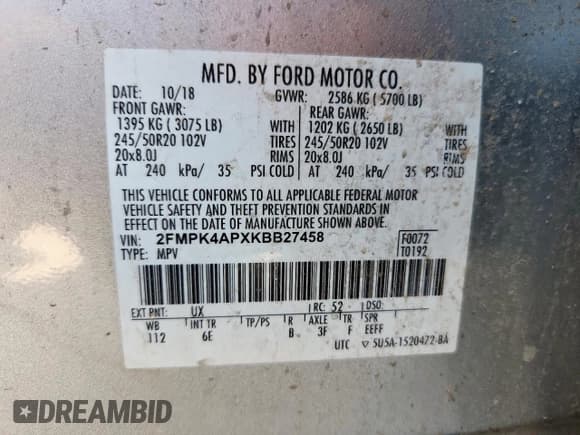 MFD. BY FORD MOTOR CO.
DATE: 10/18 GVWR: 2586 KG ( 5700 LB)
FRONT GAWR: REAR GAWR:
1395 KG ( 3075 LB) WITH 1202 KG ( 2650 LB) WITH
245/50R20 102V TIRES 245/50R20 102V TIRES
20x8.0J RIMS 20x8.0J RIMS
AT 240 kPa/ 35 PSI COLD AT 240 kPa/ 35 PSI COLD
THIS VEHICLE CONFORMS TO ALL APPLICABLE FEDERAL MOTOR
VEHICLE SAFETY AND THEFT PREVENTION STANDARDS IN
EFFECT ON THE DATE OF MANUFACTURE SHOWN ABOVE.
VIN: 2FMPK4APXKBB27458 F0072
TYPE: MPV T0192
EXT PNT: UX RC: 52 DSO:
WB INT TR TP/PS R AXLE TR SPR
112 6E B 3F F EEFF
UTC ▽ 5U5A-1520472-BA
DREAMBID